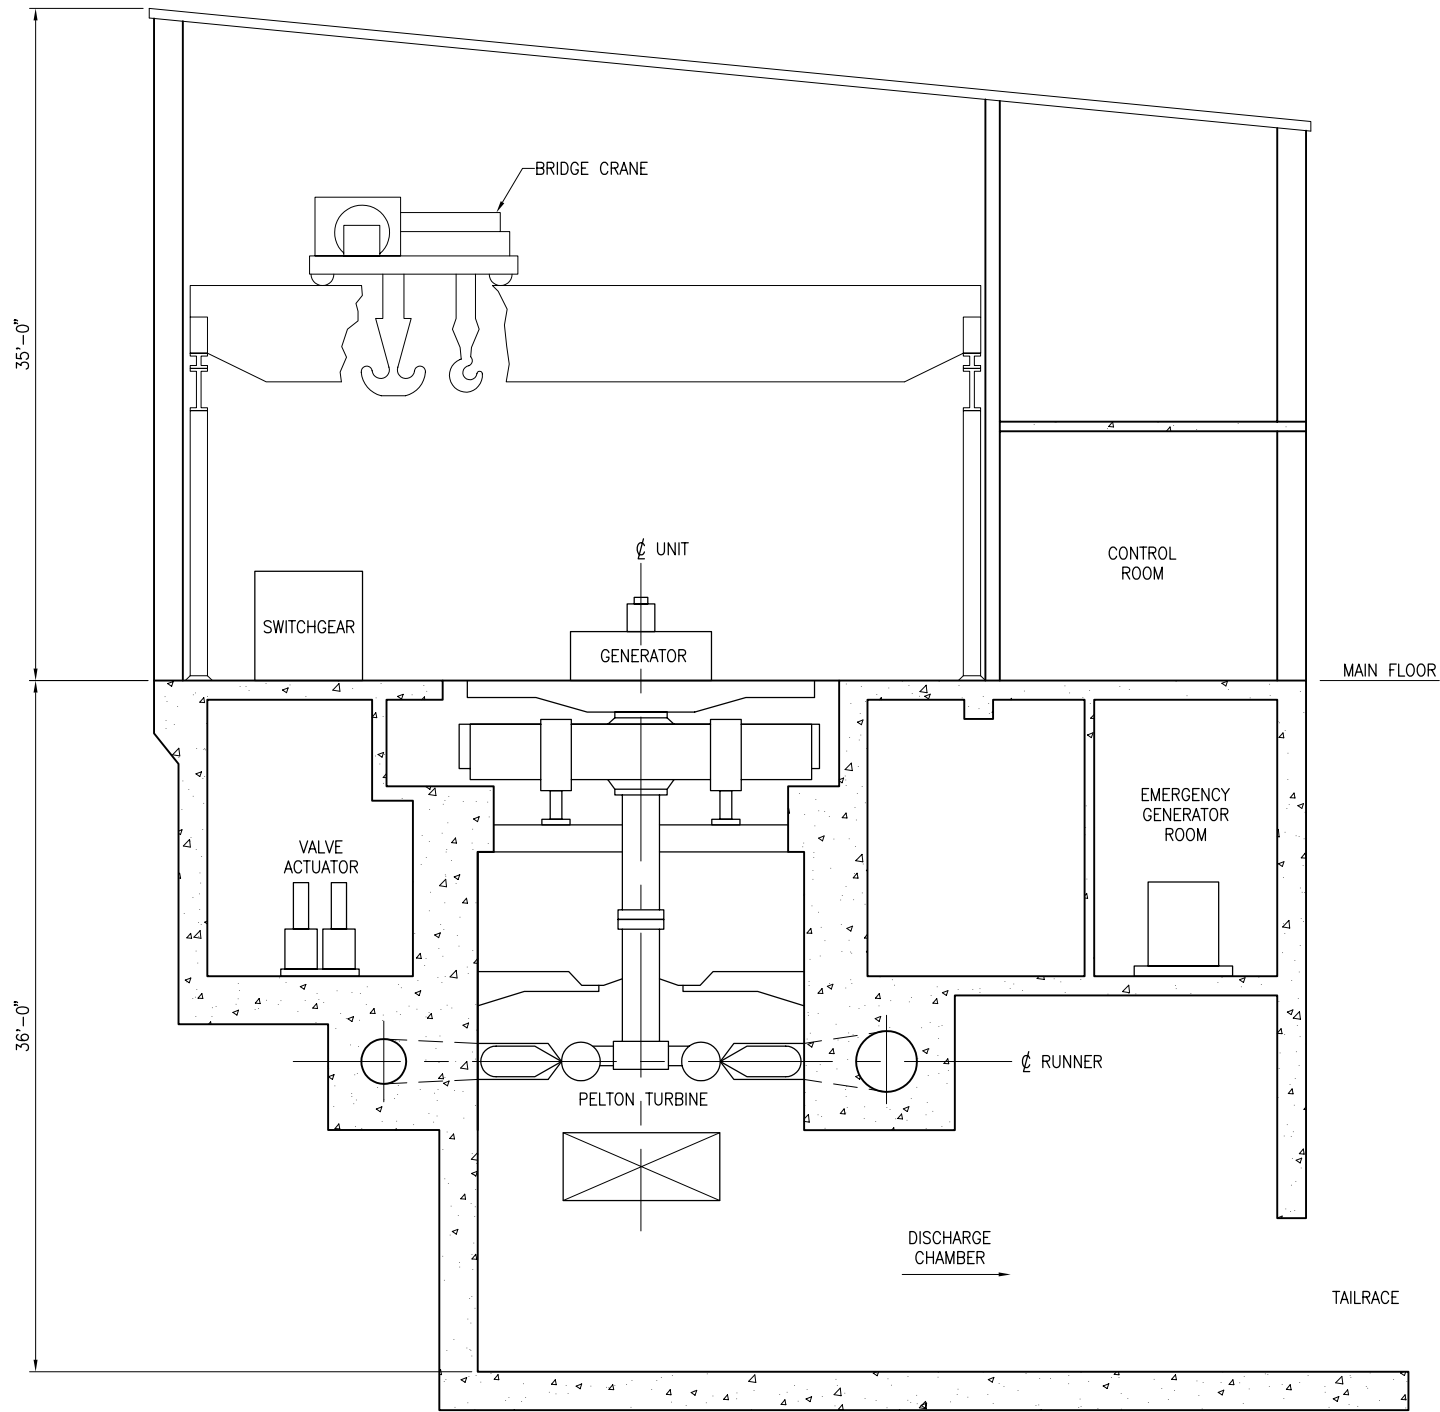 BRIDGE CRANE
35'-0"
℄ UNIT
CONTROL
ROOM
SWITCHGEAR
GENERATOR
MAIN FLOOR
EMERGENCY
GENERATOR
ROOM
VALVE
ACTUATOR
36'-0"
℄ RUNNER
PELTON TURBINE
DISCHARGE
CHAMBER
TAILRACE